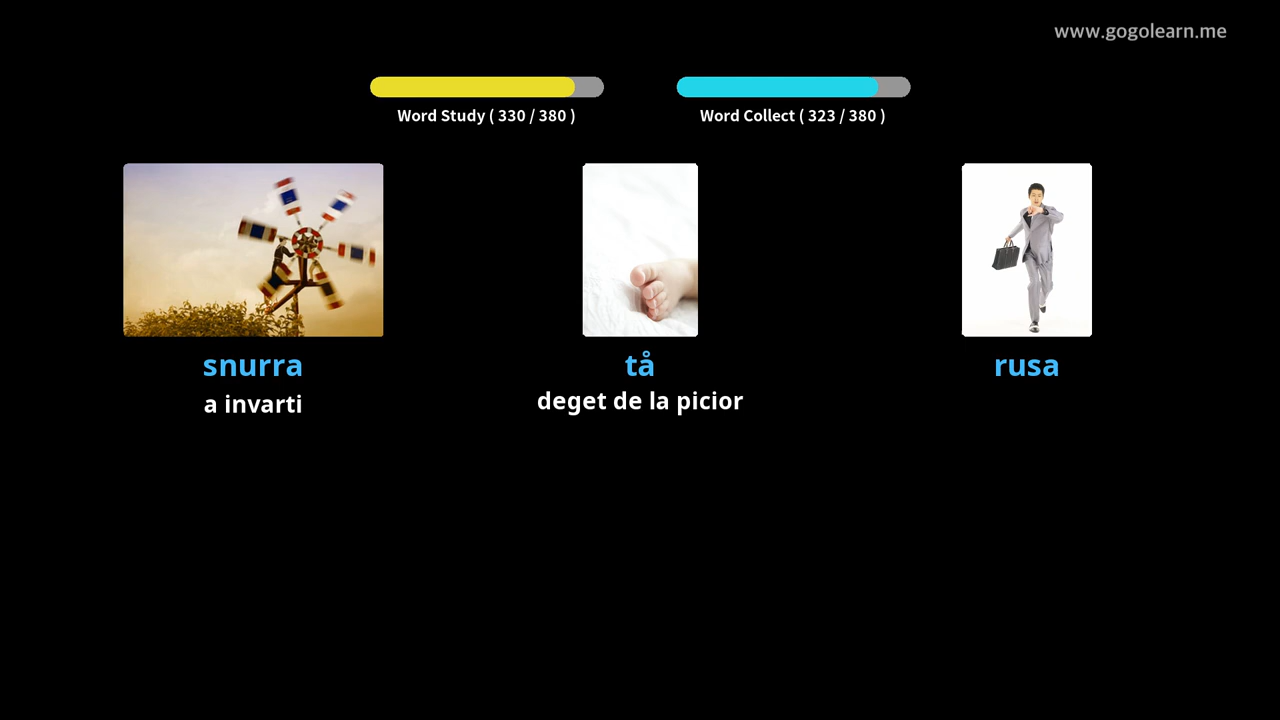 www.gogolearn.me
Word Study ( 330 / 380 )
Word Collect ( 323 / 380 )
snurra
tå
rusa
a invarti
deget de la picior